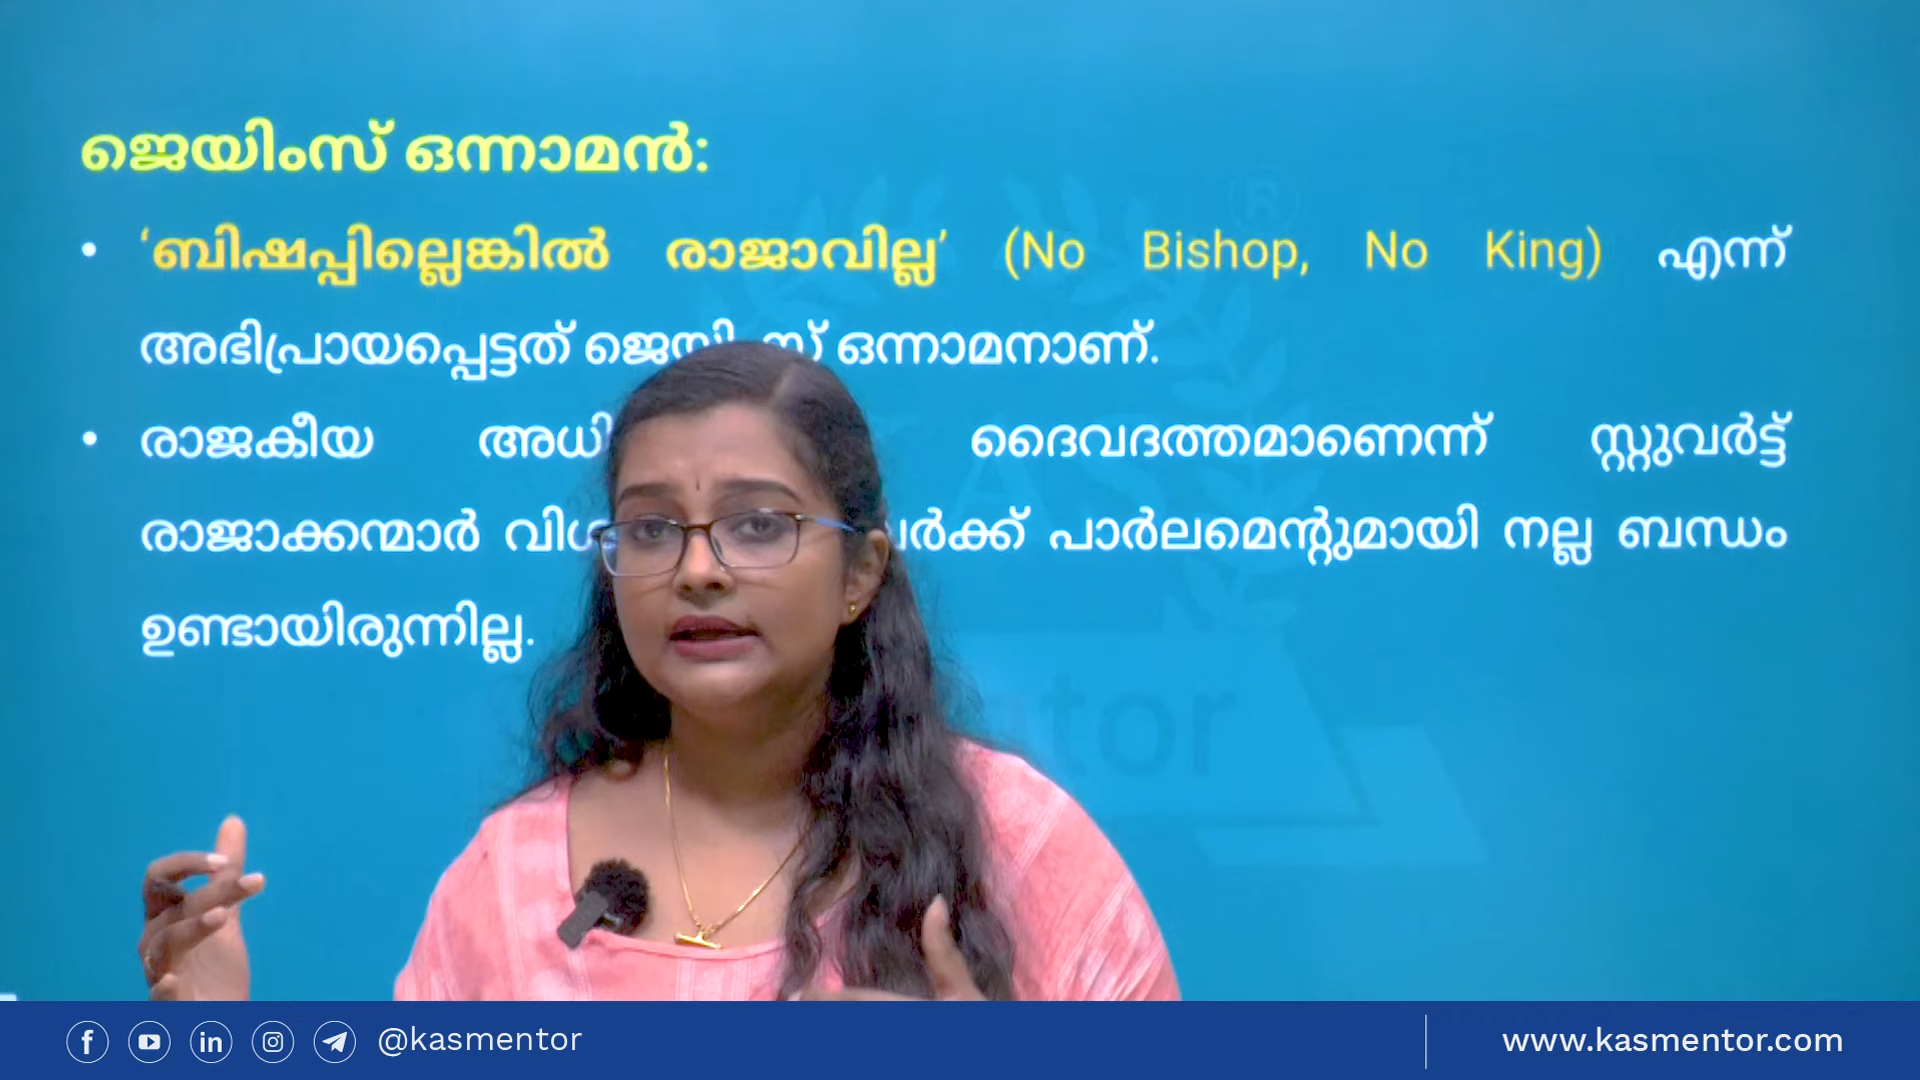 ജെയിംസ് ഒന്നാമൻ:
• ‘ബിഷപ്പില്ലെങ്കിൽ രാജാവില്ല’ (No Bishop, No King) എന്ന്
അഭിപ്രായപ്പെട്ടത് ജെയിംസ് ഒന്നാമനാണ്.
• രാജകീയ ദൈവദത്തമാണെന്ന് സ്റ്റുവർട്ട്
രാജാക്കന്മാർ പാർലമെന്റുമായി നല്ല ബന്ധം
ഉണ്ടായിരുന്നില്ല.
ntor
®
@kasmentor
www.kasmentor.com